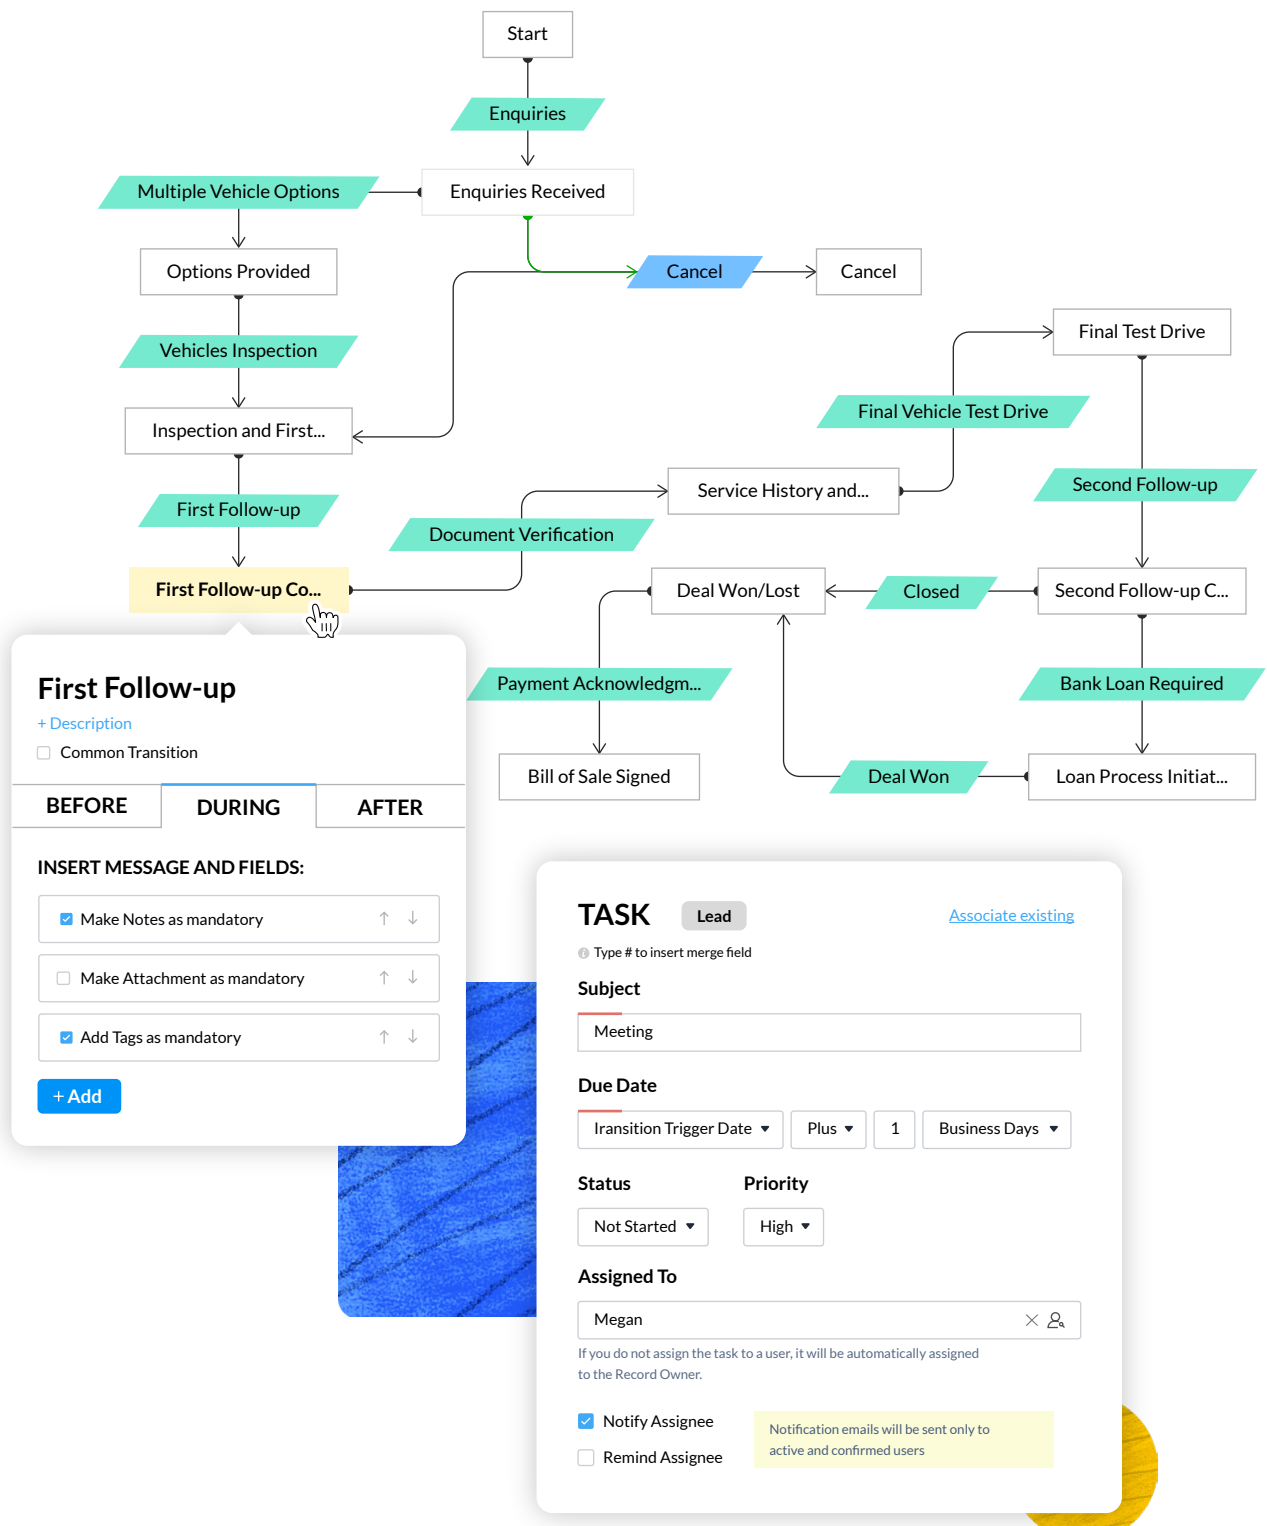 Start
Enquiries
Multiple Vehicle Options
Enquiries Received
Options Provided
Cancel
Cancel
Final Test Drive
Vehicles Inspection
Final Vehicle Test Drive
Inspection and First...
Service History and...
Second Follow-up
First Follow-up
Document Verification
First Follow-up Co...
Deal Won/Lost
Closed
Second Follow-up C...
Payment Acknowledgm...
Bank Loan Required
Bill of Sale Signed
Deal Won
Loan Process Initiat...
First Follow-up
+ Description
Common Transition
BEFORE
DURING
AFTER
INSERT MESSAGE AND FIELDS:
Make Notes as mandatory
Make Attachment as mandatory
Add Tags as mandatory
+ Add
TASK
Lead
Associate existing
Type # to insert merge field
Subject
Meeting
Due Date
Iransition Trigger Date
Plus
1
Business Days
Status
Priority
Not Started
High
Assigned To
Megan
If you do not assign the task to a user, it will be automatically assigned
to the Record Owner.
Notify Assignee
Remind Assignee
Notification emails will be sent only to
active and confirmed users